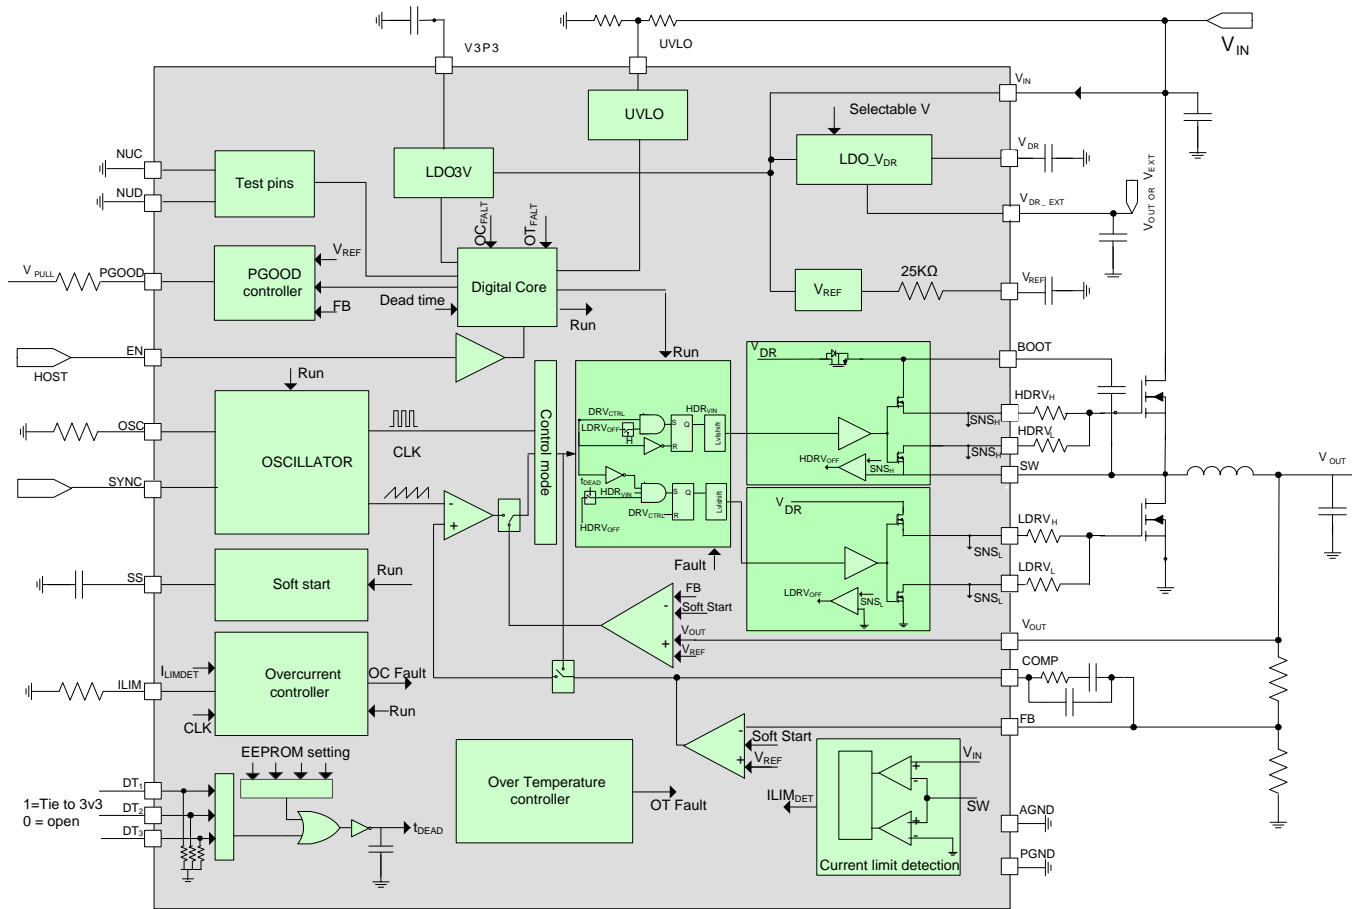 V3P3
UVLO
VIN
VIN
UVLO
Selectable V
LDO_VDR
VDR
LDO3V
NUC
NUD
Test pins
VDR_EXT
VOUT OR VEXT
OCFALT
OTFALT
VREF
VPULL
PGOOD
PGOOD controller
FB
Digital Core
Dead time
Run
VREF
25KΩ
VREF
EN
HOST
Run
VDR
BOOT
Run
OSC
OSCILLATOR
CLK
SYNC
Control mode
DRVCTRL
LDRVOFF
H
S
Q
R
HDRVIN
Lvlshift
tDEAD
HDRVIN
HDRVOFF
DRVCTRL
S
Q
R
Lvlshift
HDRVOFF
SNSH
SNSH
SNSH
HDRVH
HDRVL
SW
VOUT
-
+
VDR
LDRVOFF
SNSL
SNSL
SNSL
LDRVH
LDRVL
Fault
SS
Soft start
Run
FB
-
Soft Start
VOUT
+
VREF
VOUT
ILIM
ILIMDET
Overcurrent controller
OC Fault
CLK
Run
COMP
FB
-
Soft Start
+
VREF
EEPROM setting
DT1
DT2
DT3
1=Tie to 3v3
0 = open
tDEAD
Over Temperature controller
OT Fault
ILIMDET
+
-
+
-
VIN
SW
Current limit detection
AGND
PGND